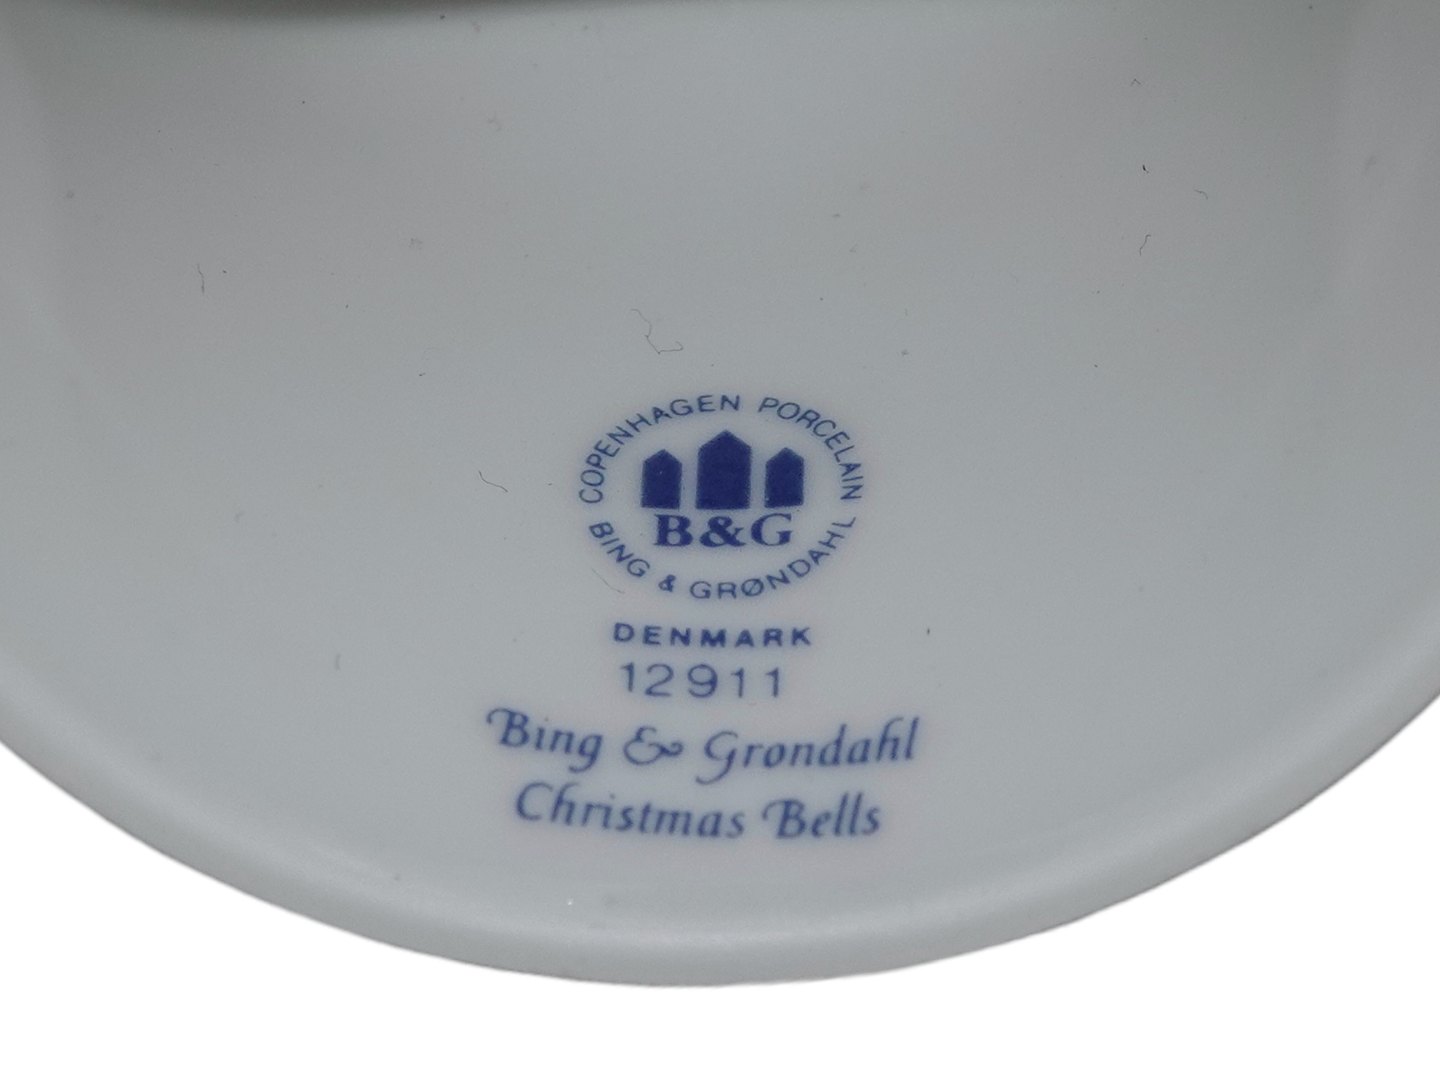 COPENHAGEN PORCELAIN
B&G
BING & GRØNDAHL
DENMARK
12911
Bing & Grondahl
Christmas Bells